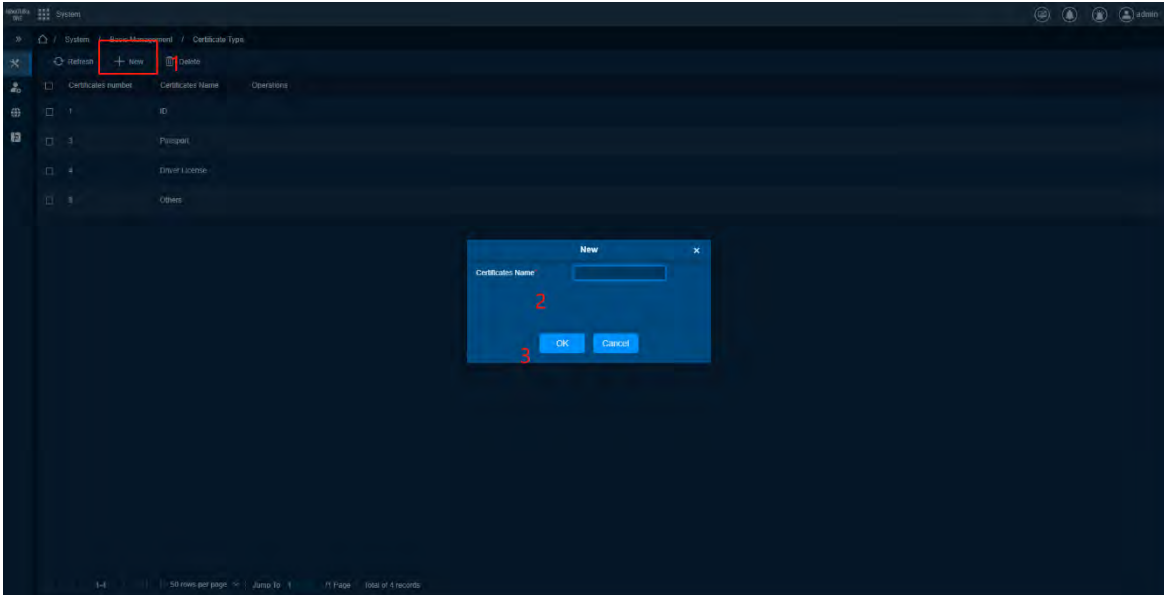 System
admin
/ System / Basic Management / Certificate Type
Refresh New Delete
1
Certificates number Certificates Name Operations
1 ID
3 Passport
4 Driver License
8 Others
New ×
Certificates Name*
2
OK Cancel
3
1-4 50 rows per page Jump To 1 /1 Page Total of 4 records